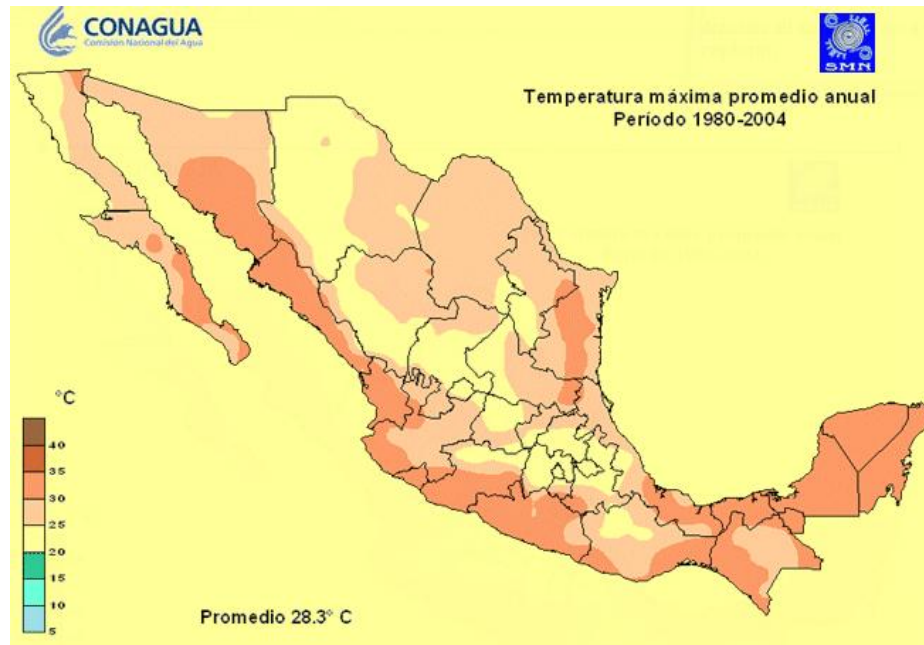 CONAGUA
Comisión Nacional del Agua
SMN
Temperatura máxima promedio anual
Período 1980-2004
°C
40
35
30
25
20
15
10
5
Promedio 28.3° C